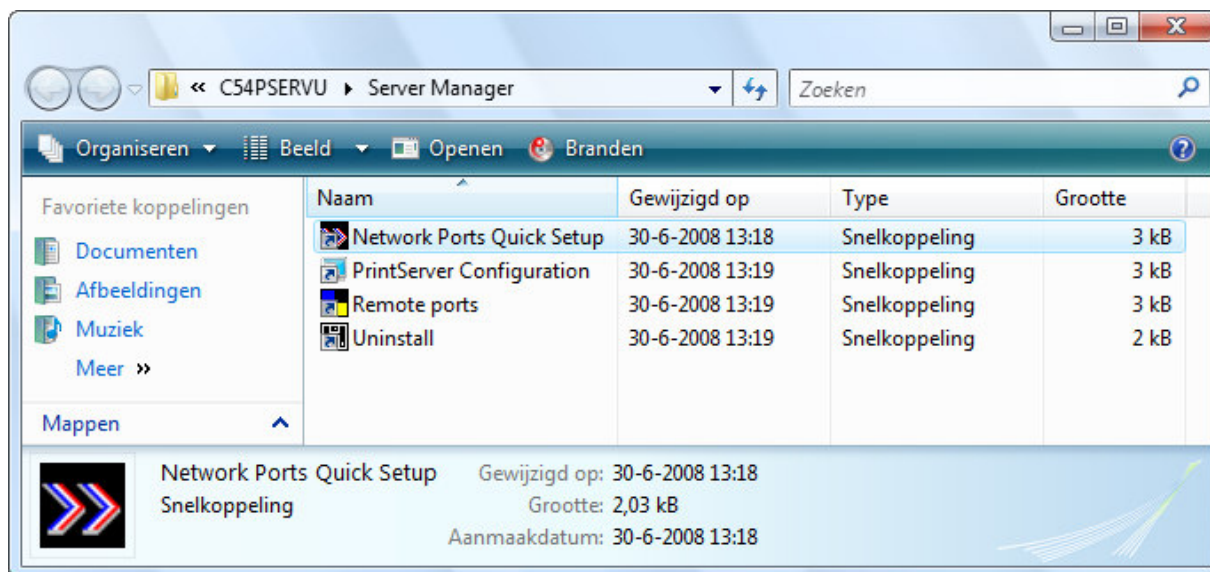 « C54PSERVU ▸ Server Manager
Zoeken
Organiseren Beeld Openen Branden
Favoriete koppelingen
Documenten
Afbeeldingen
Muziek
Meer »
Mappen
Naam Gewijzigd op Type Grootte
Network Ports Quick Setup 30-6-2008 13:18 Snelkoppeling 3 kB
PrintServer Configuration 30-6-2008 13:19 Snelkoppeling 3 kB
Remote ports 30-6-2008 13:19 Snelkoppeling 3 kB
Uninstall 30-6-2008 13:19 Snelkoppeling 2 kB
Network Ports Quick Setup Gewijzigd op: 30-6-2008 13:18
Snelkoppeling Grootte: 2,03 kB
Aanmaakdatum: 30-6-2008 13:18